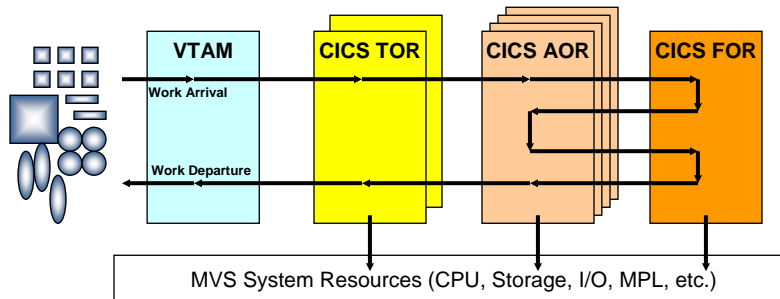 VTAM
CICS TOR
CICS AOR
CICS FOR
Work Arrival
Work Departure
MVS System Resources (CPU, Storage, I/O, MPL, etc.)